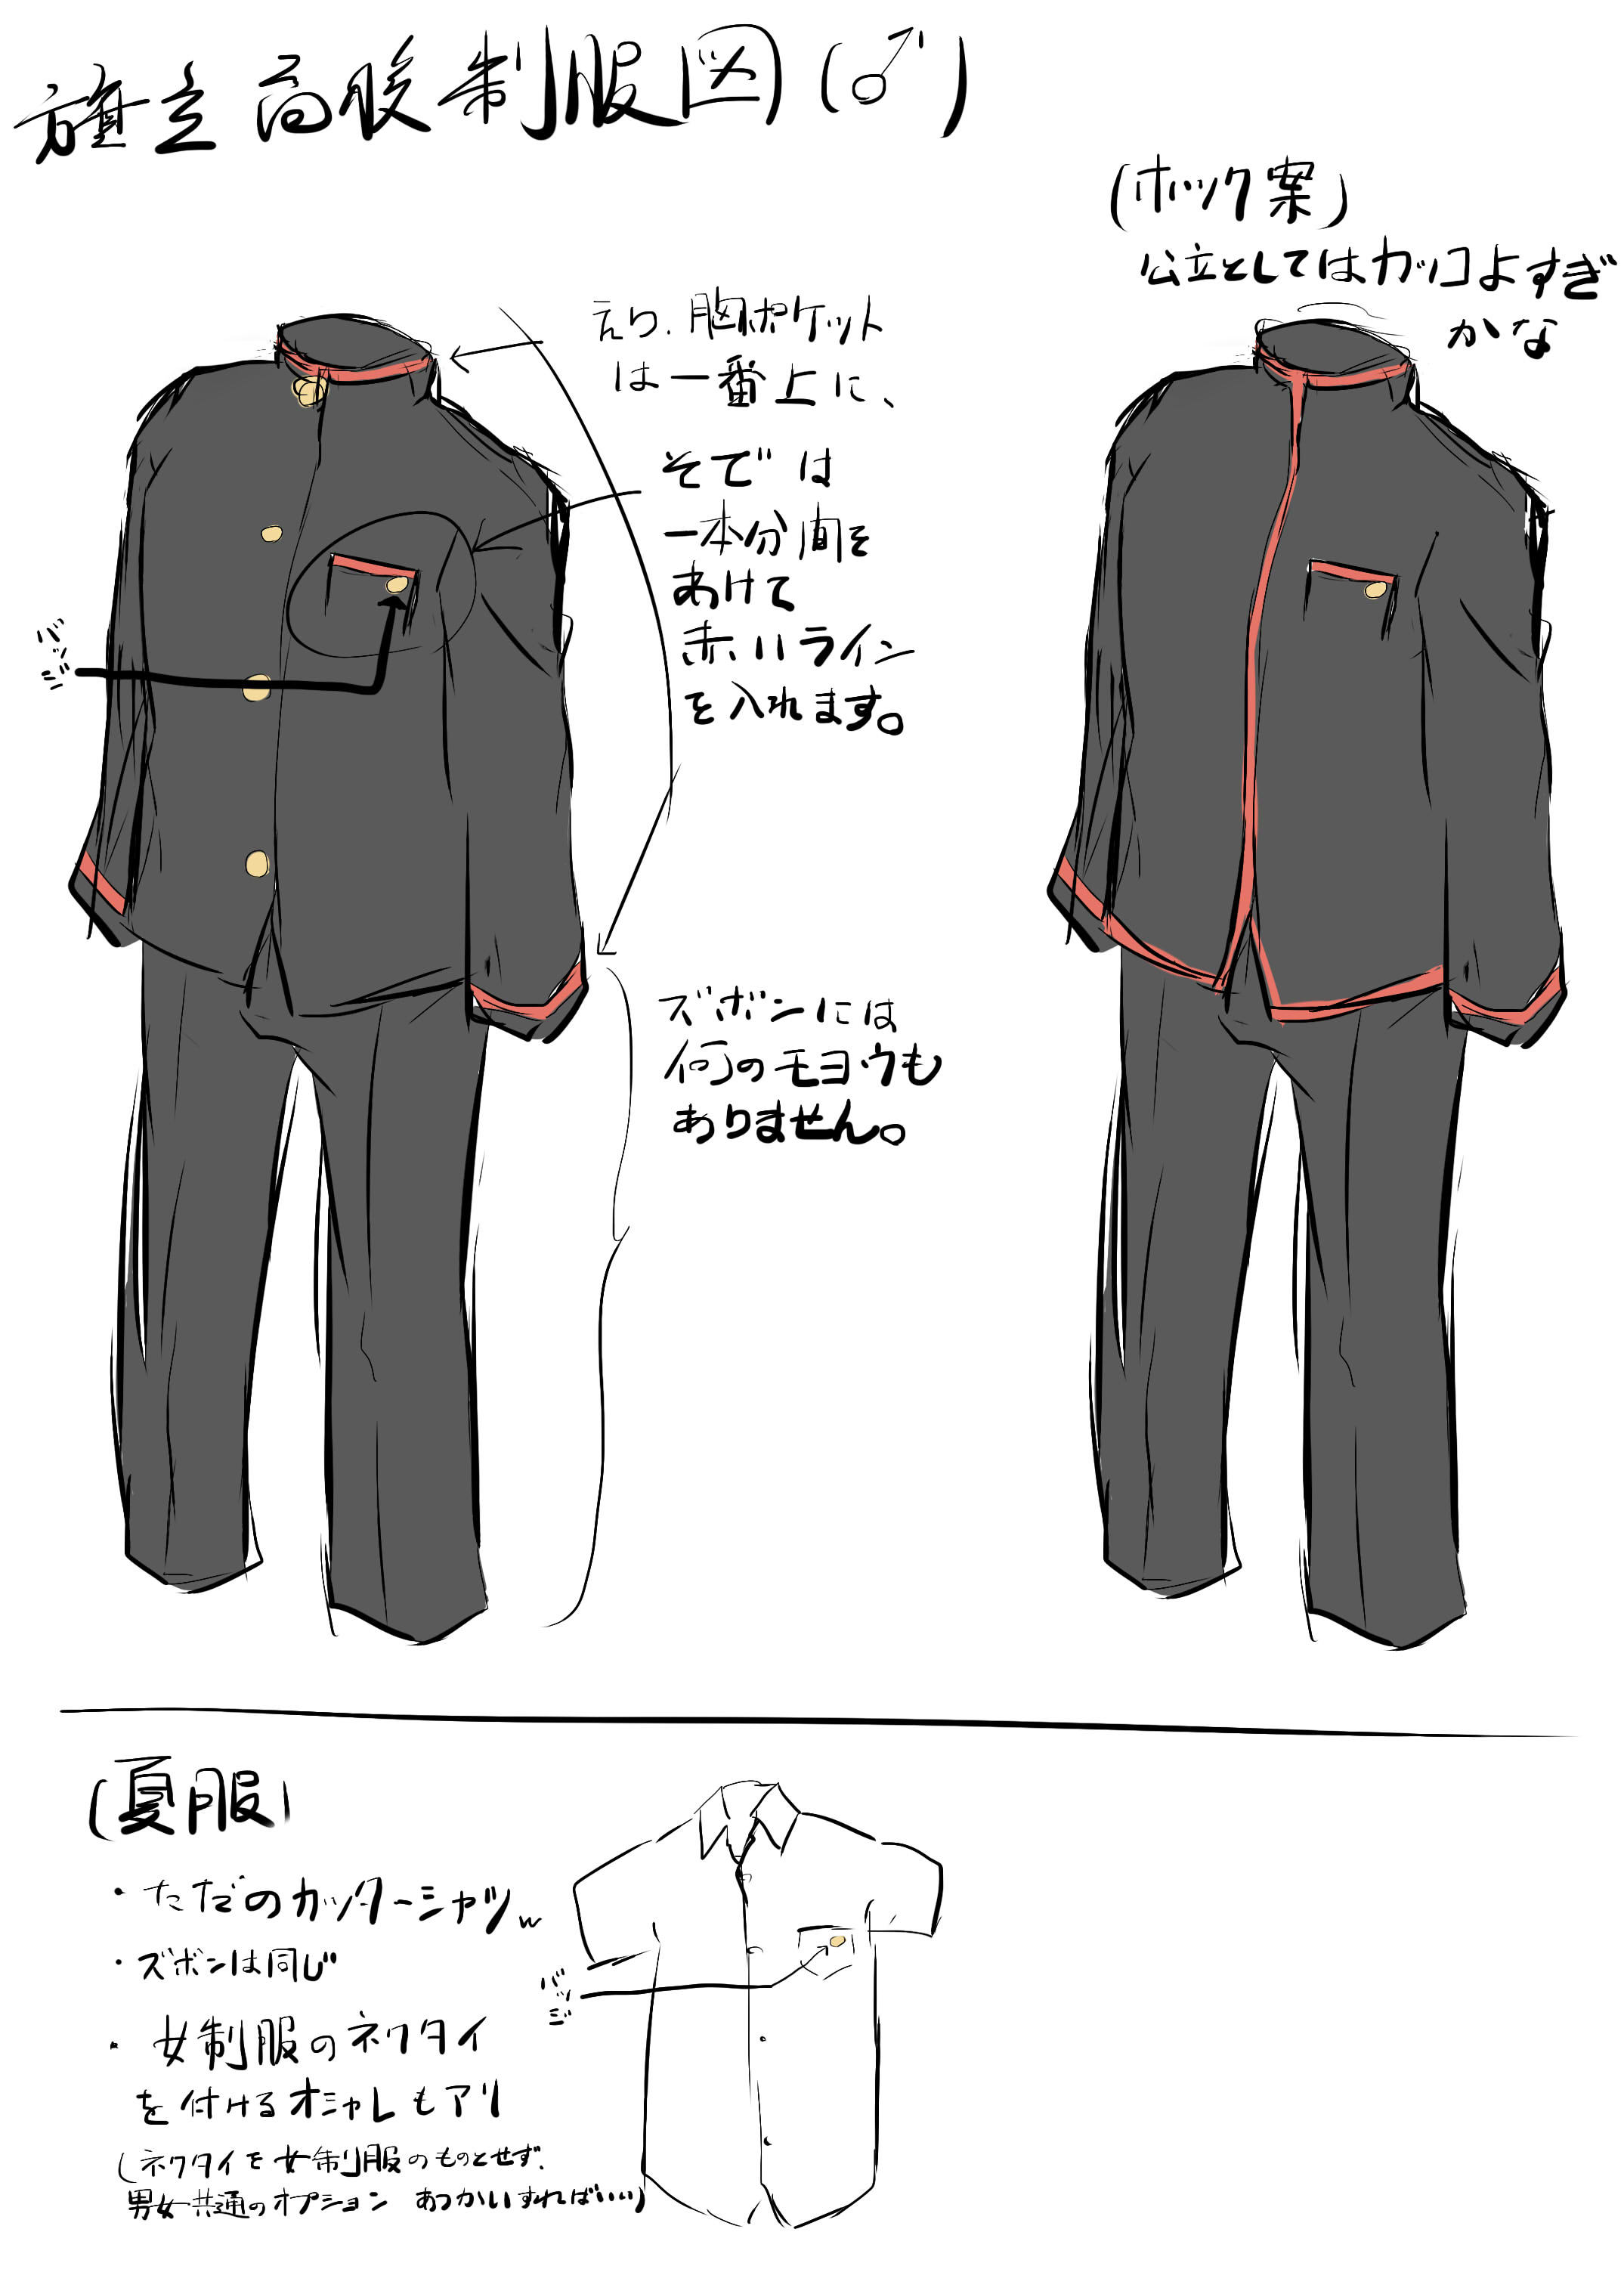 旗立高校制服図(♂)
(ホック案)
公立としてはカッコよすぎ
かな
えり、胸ポケット
は一番上に、
そでは
一本分間を
あけて
赤いライン
を入れます。
バッジ
ズボンには
何のモヨウも
ありません。
(夏服)
・ただのカッターシャツw
・ズボンは同じ
・女制服のネクタイ
を付けるオシャレもアリ
(ネクタイを女制服のものとせず、
男女共通のオプション あつかいすればいい)
バッジ